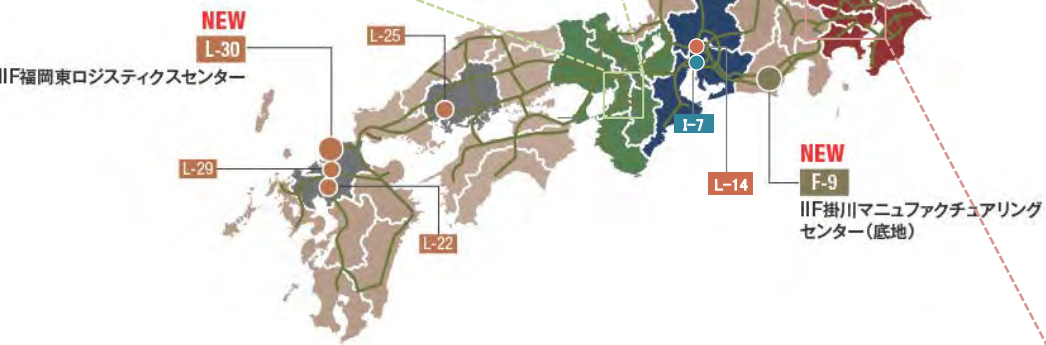 NEW
L-30
IIF福岡東ロジスティクスセンター
L-25
L-29
L-22
I-7
L-14
NEW
F-9
IIF掛川マニュファクチュアリング
センター(底地)